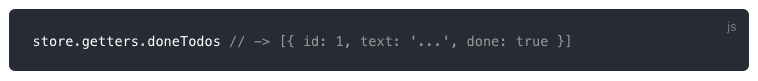 js
store.getters.doneTodos // -> [{ id: 1, text: '...', done: true }]